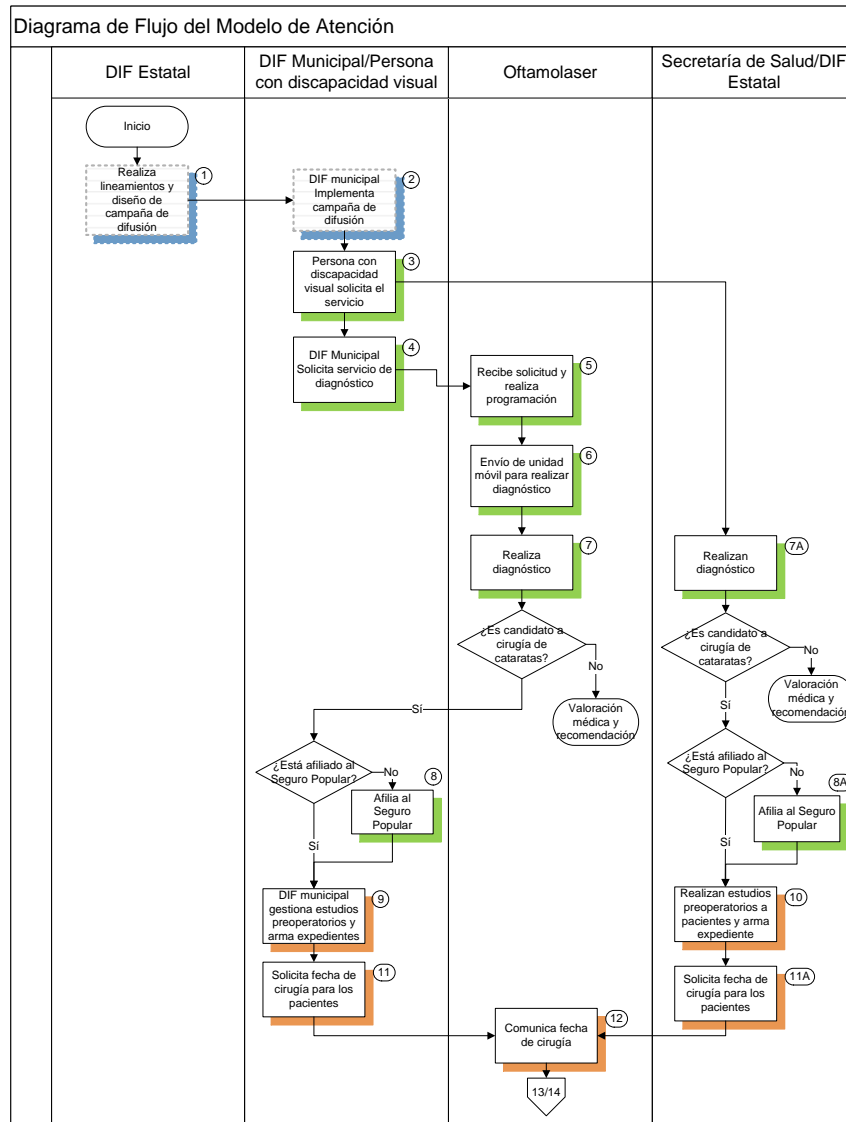 Diagrama de Flujo del Modelo de Atención
DIF Estatal
DIF Municipal/Persona
con discapacidad visual
Oftamolaser
Secretaría de Salud/DIF
Estatal
Inicio
Realiza
lineamientos y
diseño de
campaña de
difusión
1
DIF municipal
Implementa
campaña de
difusión
2
Persona con
discapacidad
visual solicita el
servicio
3
DIF Municipal
Solicita servicio de
diagnóstico
4
Recibe solicitud y
realiza
programación
5
Envío de unidad
móvil para realizar
diagnóstico
6
Realiza
diagnóstico
7
Realizan
diagnóstico
7A
¿Es candidato a
cirugía de
cataratas?
No
Valoración
médica y
recomendación
Sí
¿Es candidato a
cirugía de
cataratas?
No
Valoración
médica y
recomendación
Sí
¿Está afiliado al
Seguro Popular?
No
8
Afilia al
Seguro
Popular
Sí
¿Está afiliado al
Seguro Popular?
No
8A
Afilia al Seguro
Popular
Sí
DIF municipal
gestiona estudios
preoperatorios y
arma expedientes
9
Realizan estudios
preoperatorios a
pacientes y arma
expediente
10
Solicita fecha de
cirugía para los
pacientes
11
Solicita fecha de
cirugía para los
pacientes
11A
Comunica fecha
de cirugía
12
13/14